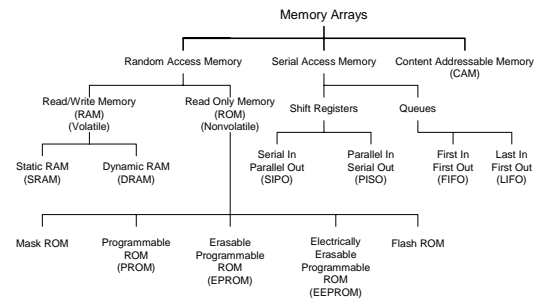 Memory Arrays
Random Access Memory
Serial Access Memory
Content Addressable Memory
(CAM)
Read/Write Memory
(RAM)
(Volatile)
Read Only Memory
(ROM)
(Nonvolatile)
Shift Registers
Queues
Static RAM
(SRAM)
Dynamic RAM
(DRAM)
Serial In
Parallel Out
(SIPO)
Parallel In
Serial Out
(PISO)
First In
First Out
(FIFO)
Last In
First Out
(LIFO)
Mask ROM
Programmable
ROM
(PROM)
Erasable
Programmable
ROM
(EPROM)
Electrically
Erasable
Programmable
ROM
(EEPROM)
Flash ROM